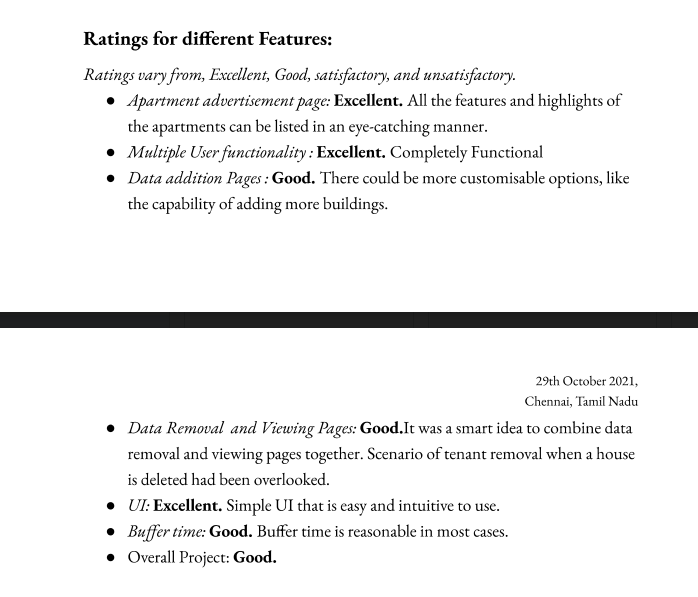 Ratings for different Features:
Ratings vary from, Excellent, Good, satisfactory, and unsatisfactory.
● Apartment advertisement page: Excellent. All the features and highlights of
the apartments can be listed in an eye-catching manner.
● Multiple User functionality : Excellent. Completely Functional
● Data addition Pages : Good. There could be more customisable options, like
the capability of adding more buildings.
29th October 2021,
Chennai, Tamil Nadu
● Data Removal  and Viewing Pages: Good.It was a smart idea to combine data
removal and viewing pages together. Scenario of tenant removal when a house
is deleted had been overlooked.
● UI: Excellent. Simple UI that is easy and intuitive to use.
● Buffer time: Good. Buffer time is reasonable in most cases.
● Overall Project: Good.